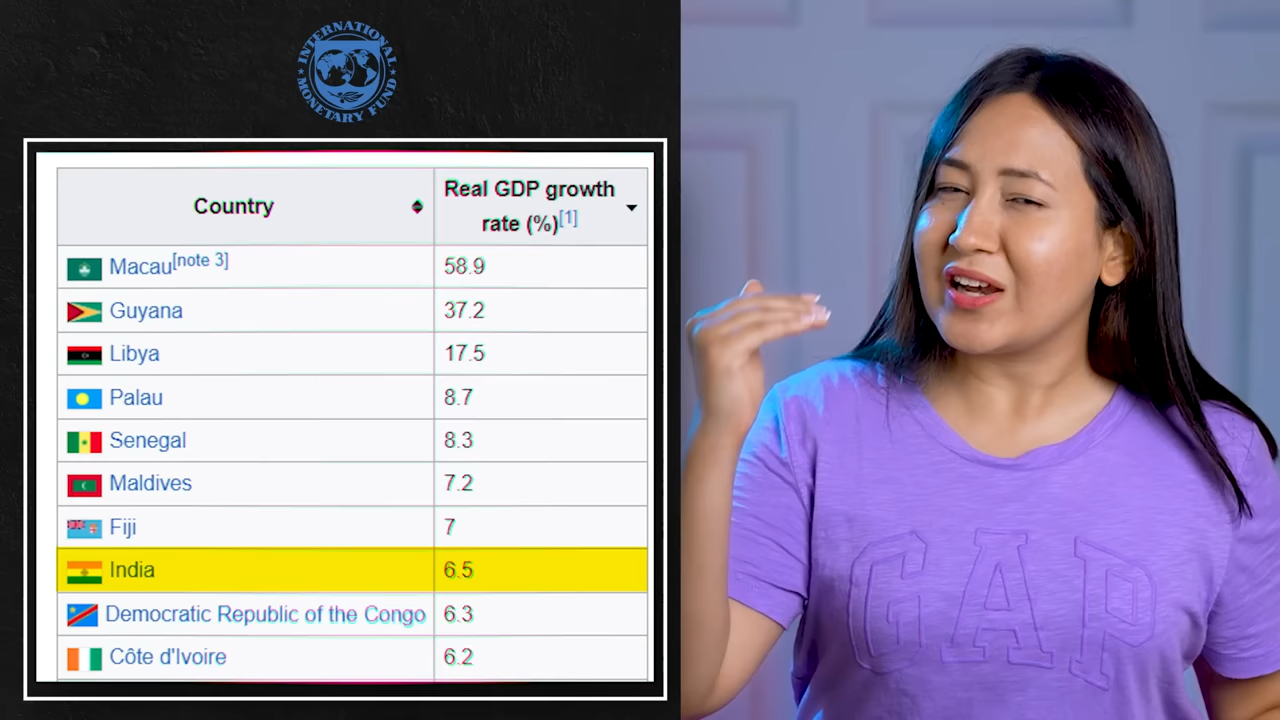 INTERNATIONAL
MONETARY FUND
Country
Real GDP growth
rate (%)[1]
Macau[note 3] 58.9
Guyana 37.2
Libya 17.5
Palau 8.7
Senegal 8.3
Maldives 7.2
Fiji 7
India 6.5
Democratic Republic of the Congo 6.3
Côte d'Ivoire 6.2
GAP